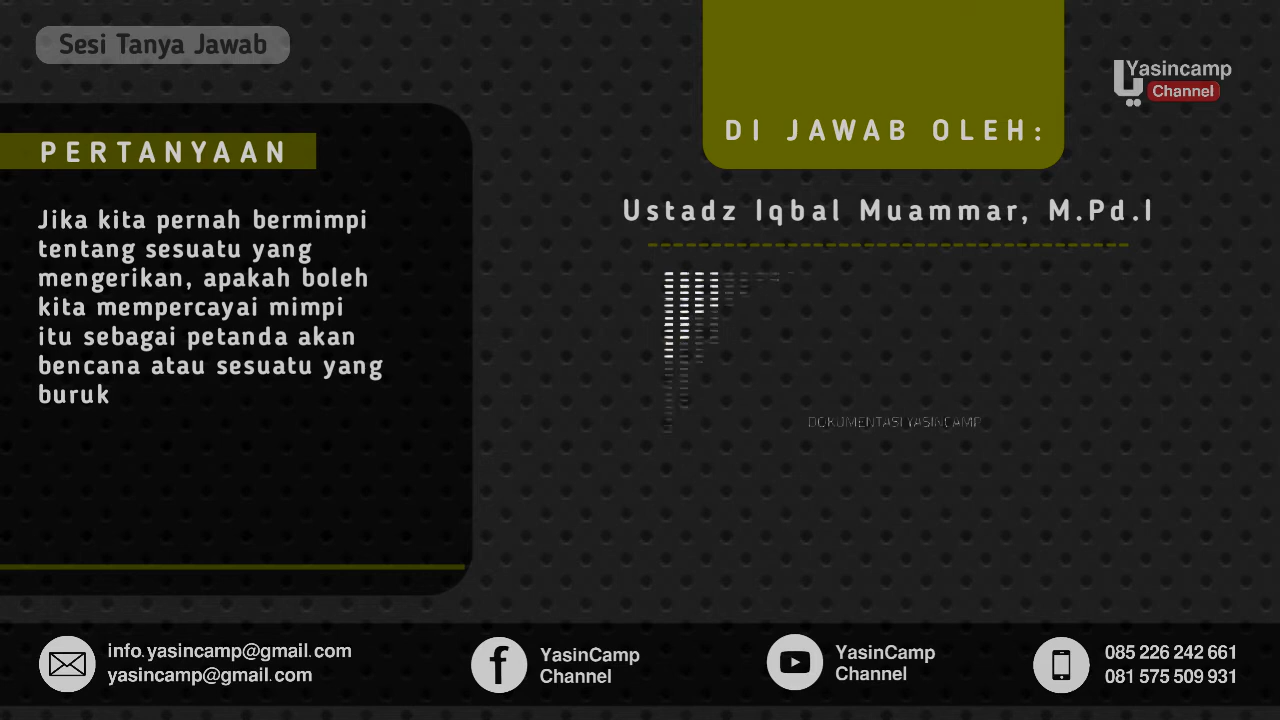 Sesi Tanya Jawab
PERTANYAAN
Jika kita pernah bermimpi
tentang sesuatu yang
mengerikan, apakah boleh
kita mempercayai mimpi
itu sebagai petanda akan
bencana atau sesuatu yang
buruk
DI JAWAB OLEH:
Ustadz Iqbal Muammar, M.Pd.I
DOKUMENTASI YASINCAMP
Yasincamp
Channel
info.yasincamp@gmail.com
yasincamp@gmail.com
YasinCamp
Channel
YasinCamp
Channel
085 226 242 661
081 575 509 931